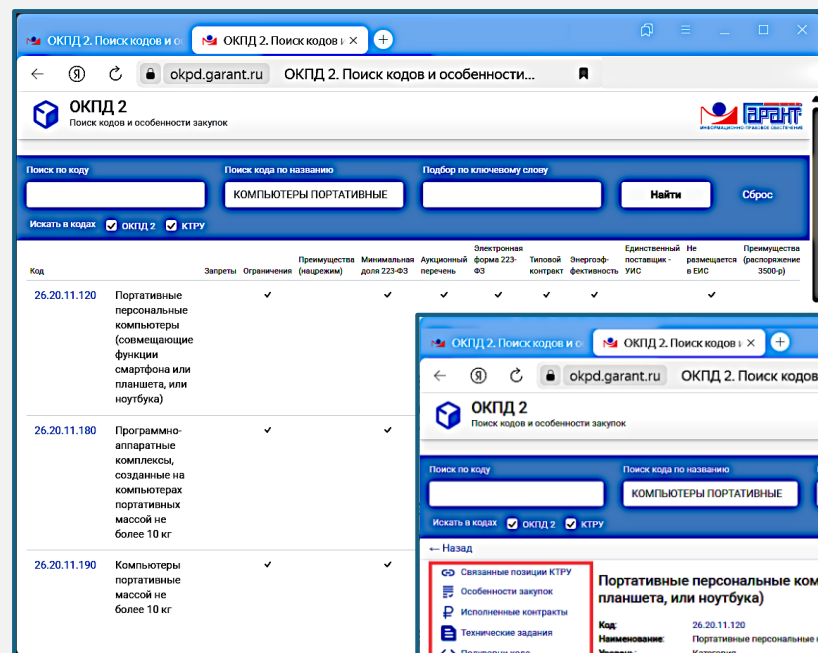 ОКПД 2. Поиск кодов и о
ОКПД 2. Поиск кодов и
okpd.garant.ru ОКПД 2. Поиск кодов и особенности...
ОКПД 2
Поиск кодов и особенности закупок
ГАРАНТ
ИНФОРМАЦИОННО-ПРАВОВОЕ ОБЕСПЕЧЕНИЕ
Поиск по коду Поиск кода по названию Подбор по ключевому слову
КОМПЬЮТЕРЫ ПОРТАТИВНЫЕ Найти Сброс
Искать в кодах ОКПД 2 КТРУ
Код Запреты Ограничения
Преимущества (нацрежим)
Минимальная доля 223-ФЗ
Аукционный перечень
Электронная форма 223-ФЗ
Типовой контракт
Энергоэф-фективность
Единственный поставщик - УИС
Не размещается в ЕИС
Преимущества (распоряжение 3500-р)
26.20.11.120 Портативные
персональные
компьютеры
(совмещающие
функции
смартфона или
планшета, или
ноутбука)
26.20.11.180 Программно-
аппаратные
комплексы,
созданные на
компьютерах
портативных
массой не
более 10 кг
26.20.11.190 Компьютеры
портативные
массой не
более 10 кг
ОКПД 2. Поиск кодов и о
ОКПД 2. Поиск кодов и
okpd.garant.ru ОКПД 2. Поиск кодов
ОКПД 2
Поиск кодов и особенности закупок
Поиск по коду Поиск кода по названию
КОМПЬЮТЕРЫ ПОРТАТИВНЫЕ
Искать в кодах ОКПД 2 КТРУ
← Назад
Связанные позиции КТРУ
Особенности закупок
Исполненные контракты
Технические задания
Портативные персональные ком
планшета, или ноутбука)
Код: 26.20.11.120
Наименование: Портативные персональные